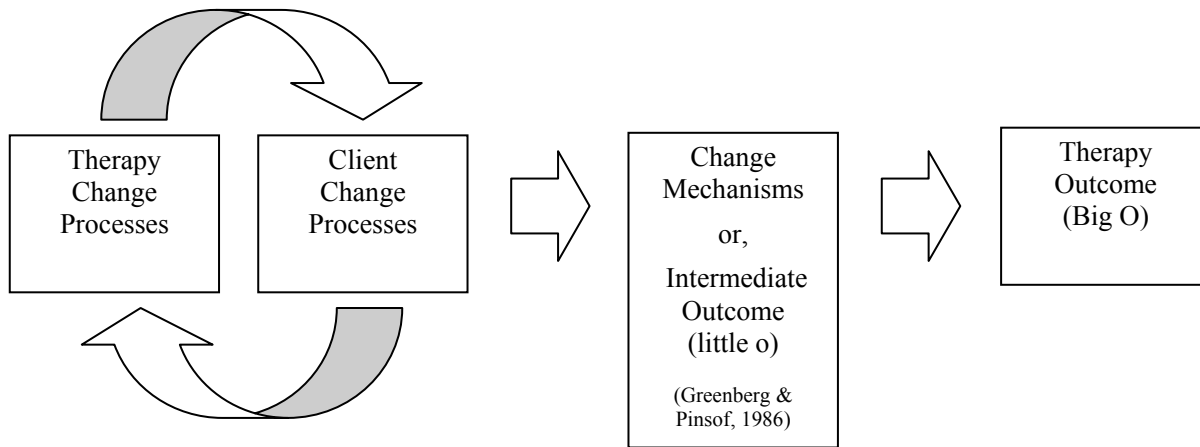 Therapy
Change
Processes
Client
Change
Processes
Change
Mechanisms
or,
Intermediate
Outcome
(little o)
(Greenberg &
Pinsof, 1986)
Therapy
Outcome
(Big O)